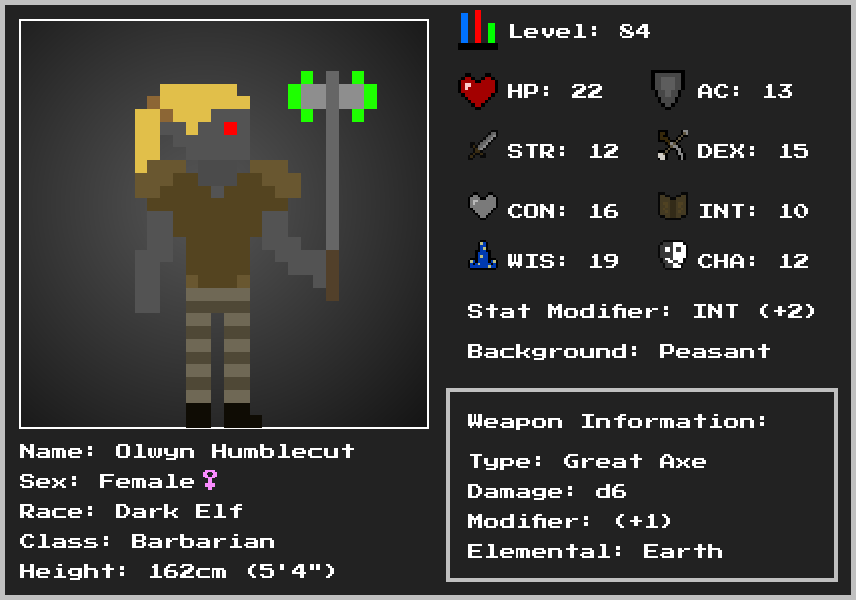 Level: 84
HP: 22
AC: 13
STR: 12
DEX: 15
CON: 16
INT: 10
WIS: 19
CHA: 12
Stat Modifier: INT (+2)
Background: Peasant
Name: Olwyn Humblecut
Sex: Female♀
Race: Dark Elf
Class: Barbarian
Height: 162cm (5'4")
Weapon Information:
Type: Great Axe
Damage: d6
Modifier: (+1)
Elemental: Earth